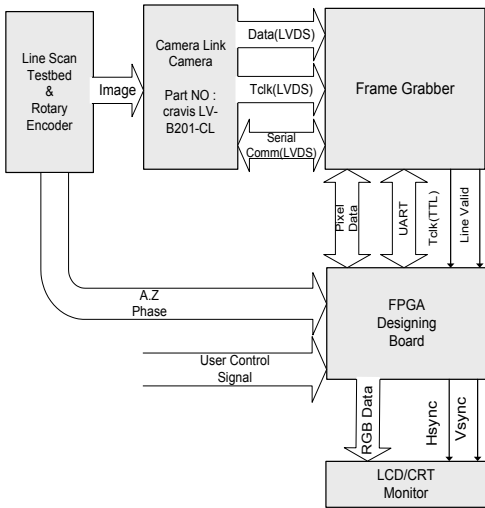 Line Scan
Testbed
&
Rotary
Encoder
Image
Camera Link
Camera
Part NO :
cravis LV-
B201-CL
Data(LVDS)
Tclk(LVDS)
Serial
Comm(LVDS)
Frame Grabber
Pixel
Data
UART
Tclk(TTL)
Line Valid
A.Z
Phase
FPGA
Designing
Board
User Control
Signal
RGB Data
Hsync
Vsync
LCD/CRT
Monitor